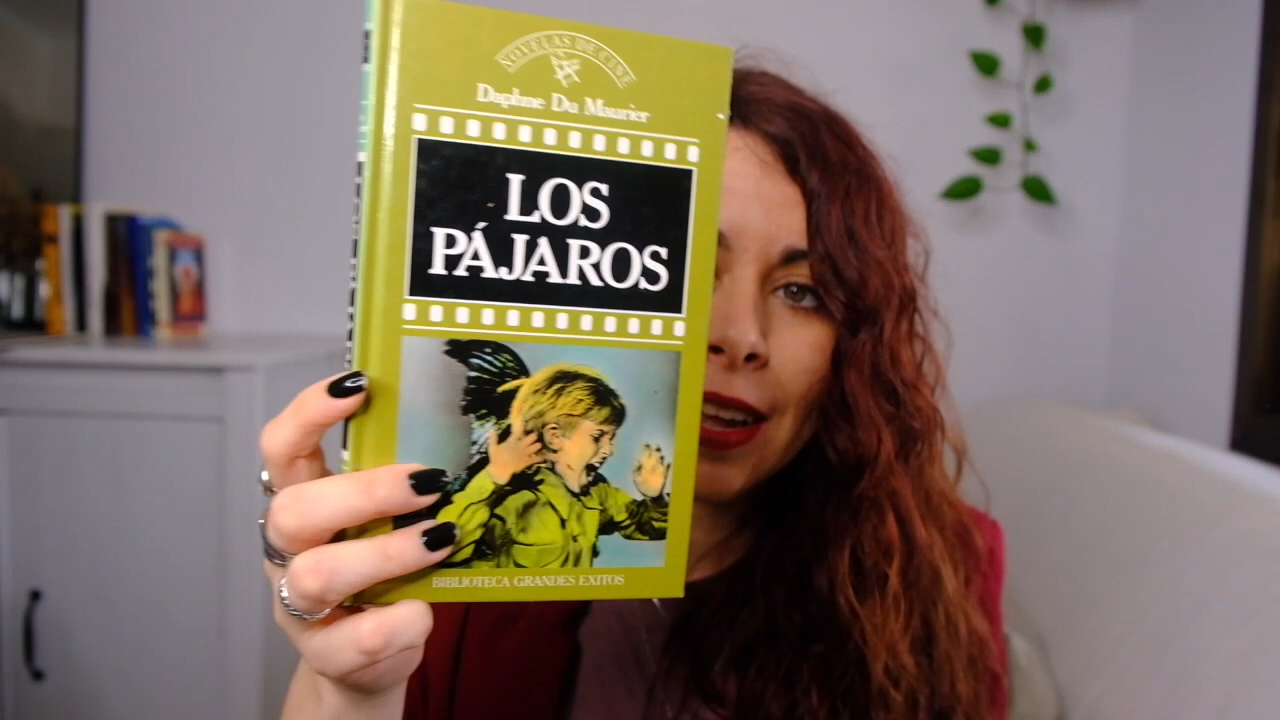 NOVELAS DE CINE
Daphne Du Maurier
LOS
PÁJAROS
BIBLIOTECA GRANDES EXITOS